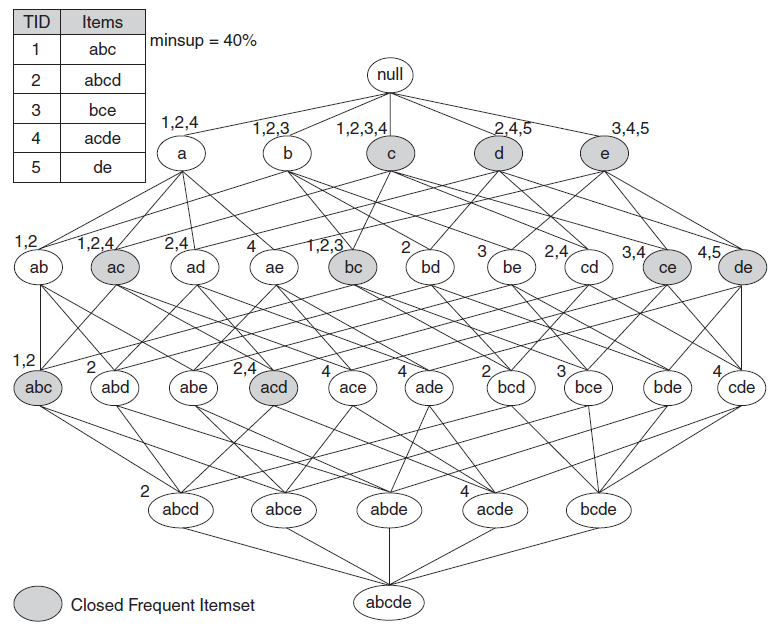 TID Items
1 abc
2 abcd
3 bce
4 acde
5 de
minsup = 40%
null
1,2,4 1,2,3 1,2,3,4 2,4,5 3,4,5
a b c d e
1,2 1,2,4 2,4 4 1,2,3 2 3 2,4 3,4 4,5
ab ac ad ae bc bd be cd ce de
1,2 2 2,4 4 4 2 3 4
abc abd abe acd ace ade bcd bce bde cde
2 4
abcd abce abde acde bcde
abcde
Closed Frequent Itemset